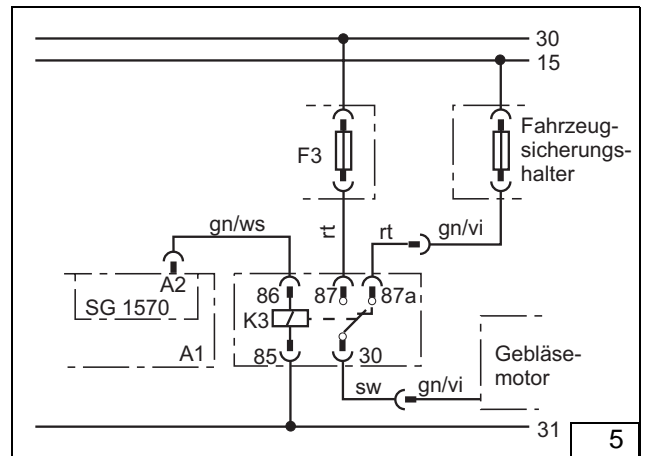 30
15
F3
Fahrzeug-
sicherungs-
halter
gn/ws
rt
rt
gn/vi
A2
SG 1570
A1
86
87
87a
K3
85
30
Gebläse-
motor
sw
gn/vi
31
5